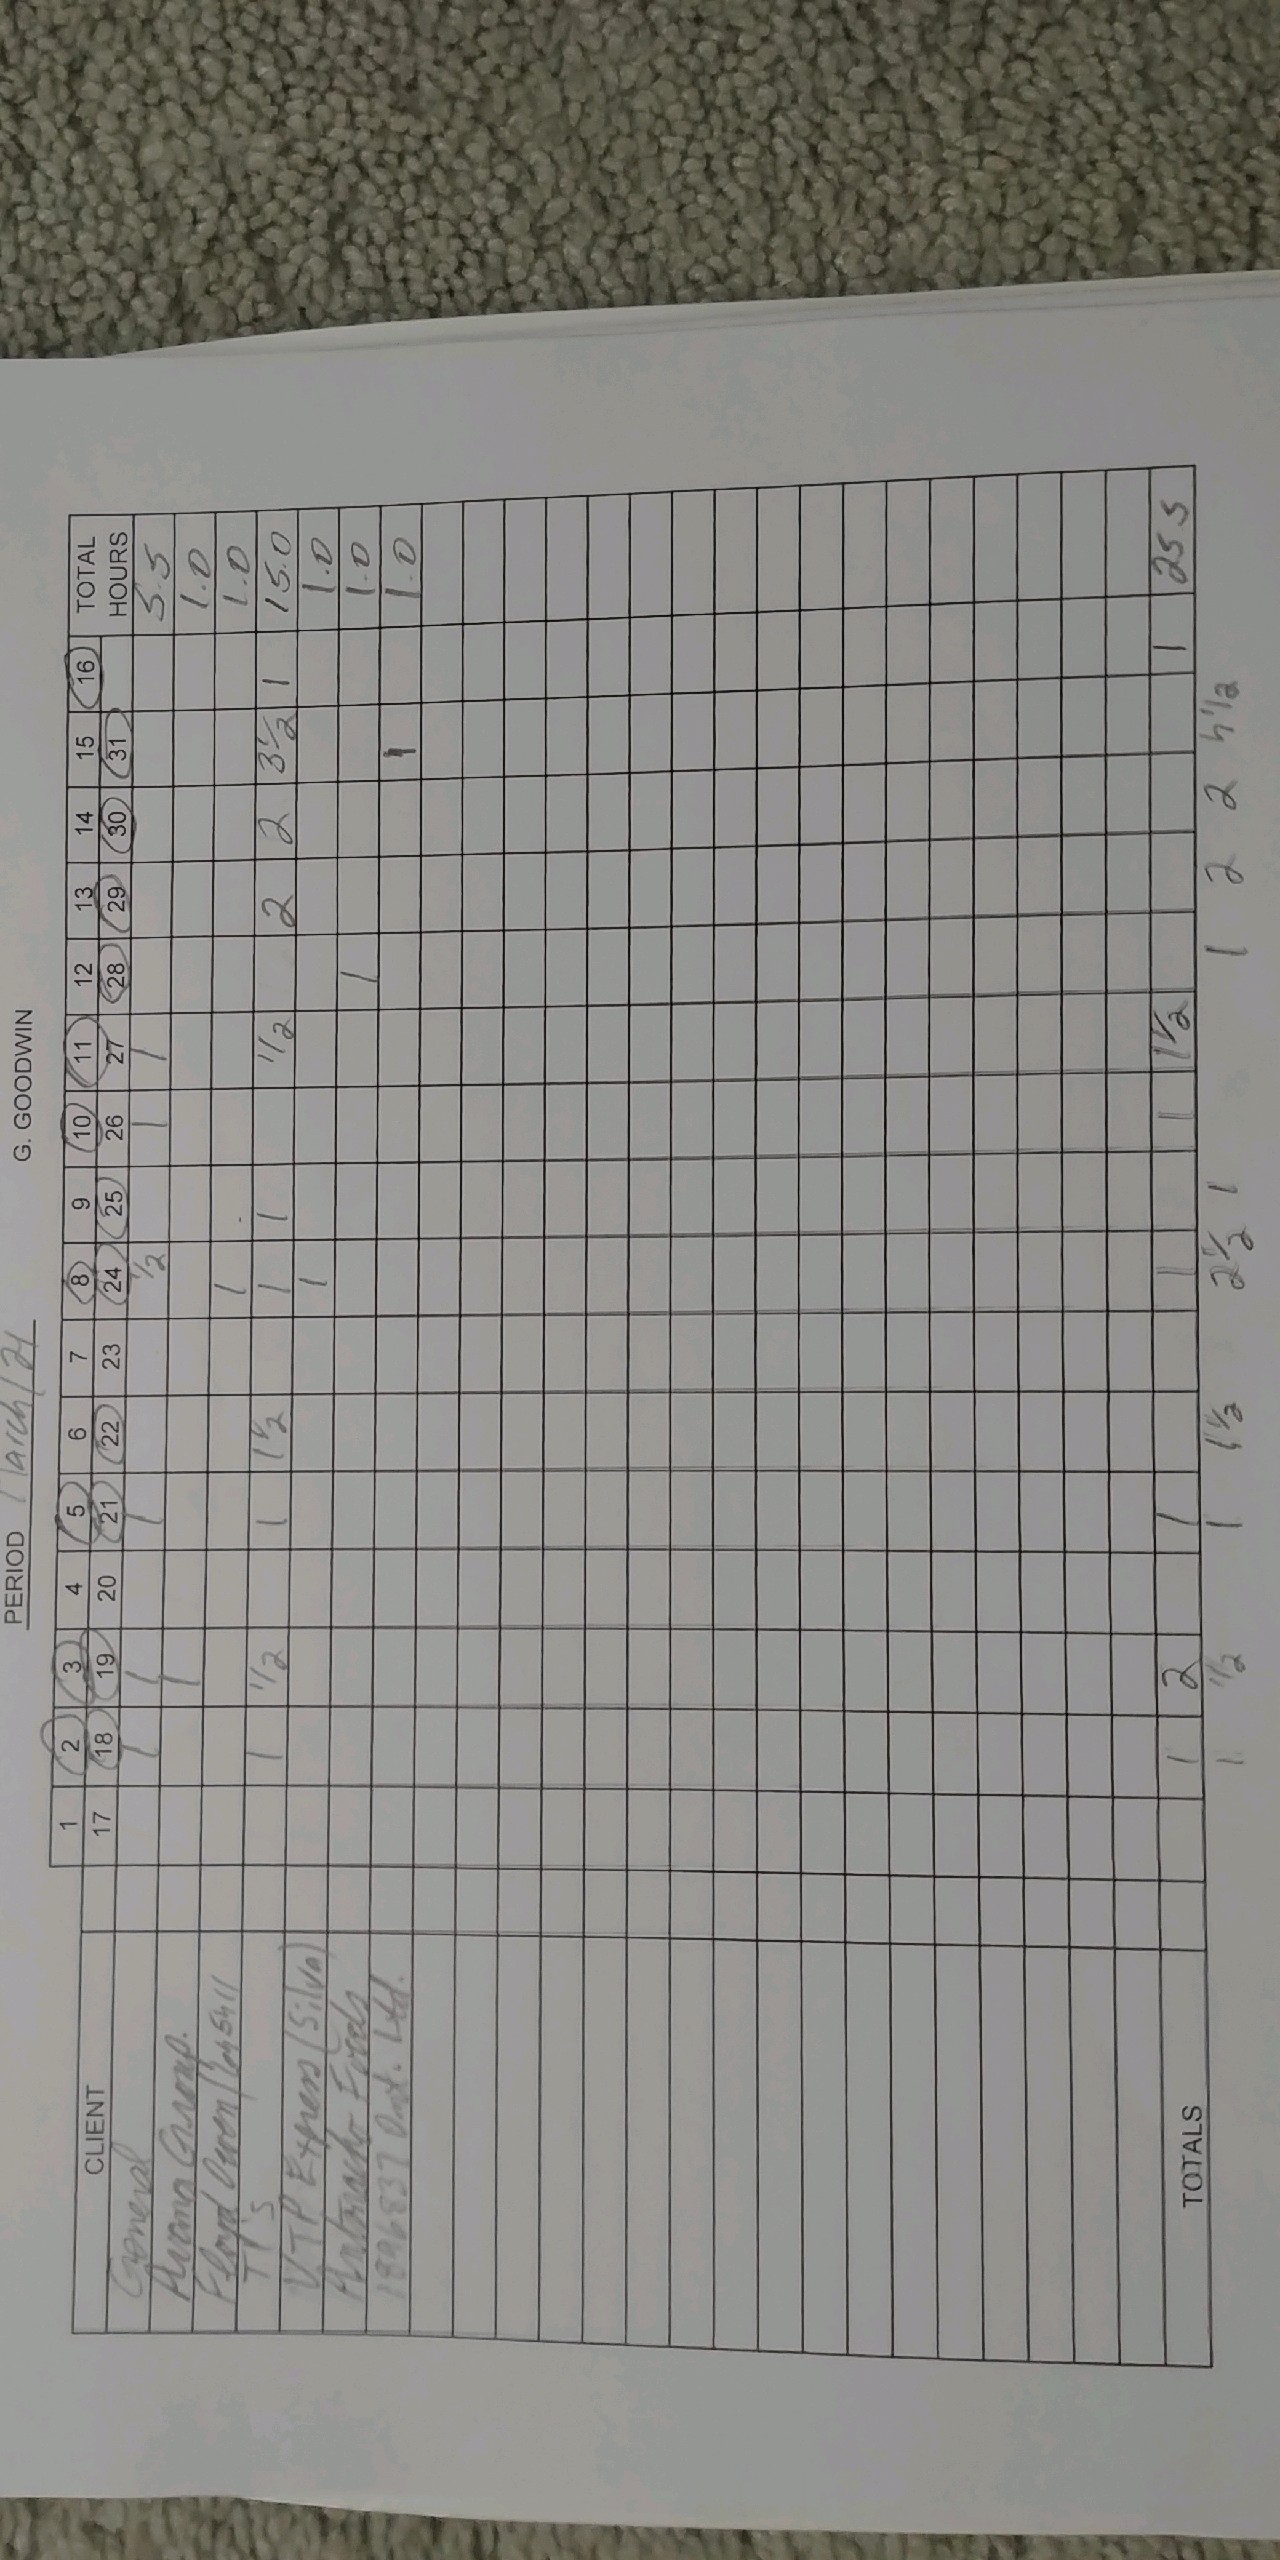 PERIOD March/21 G. GOODWIN
1 2 3 4 5 6 7 8 9 10 11 12 13 14 15 16 TOTAL
CLIENT 17 18 19 20 21 22 23 24 25 26 27 28 29 30 31 HOURS
General 1 1 1 1/2 1 1 5.5
Group. 1 1.0
Floyd 1 1.0
T1's 1 1/2 1 1 1/2 1 1 1/2 2 2 3 1/2 1 15.0
VTP Express (Silva) 1 1.0
Foods 1 1.0
1896837 Ont. Ltd. 1 1.0
TOTALS 1 2 1 1 1 1 1/2 1 25 5
1 1/2 1 1 1/2 2 1/2 1 1 2 2 4 1/2